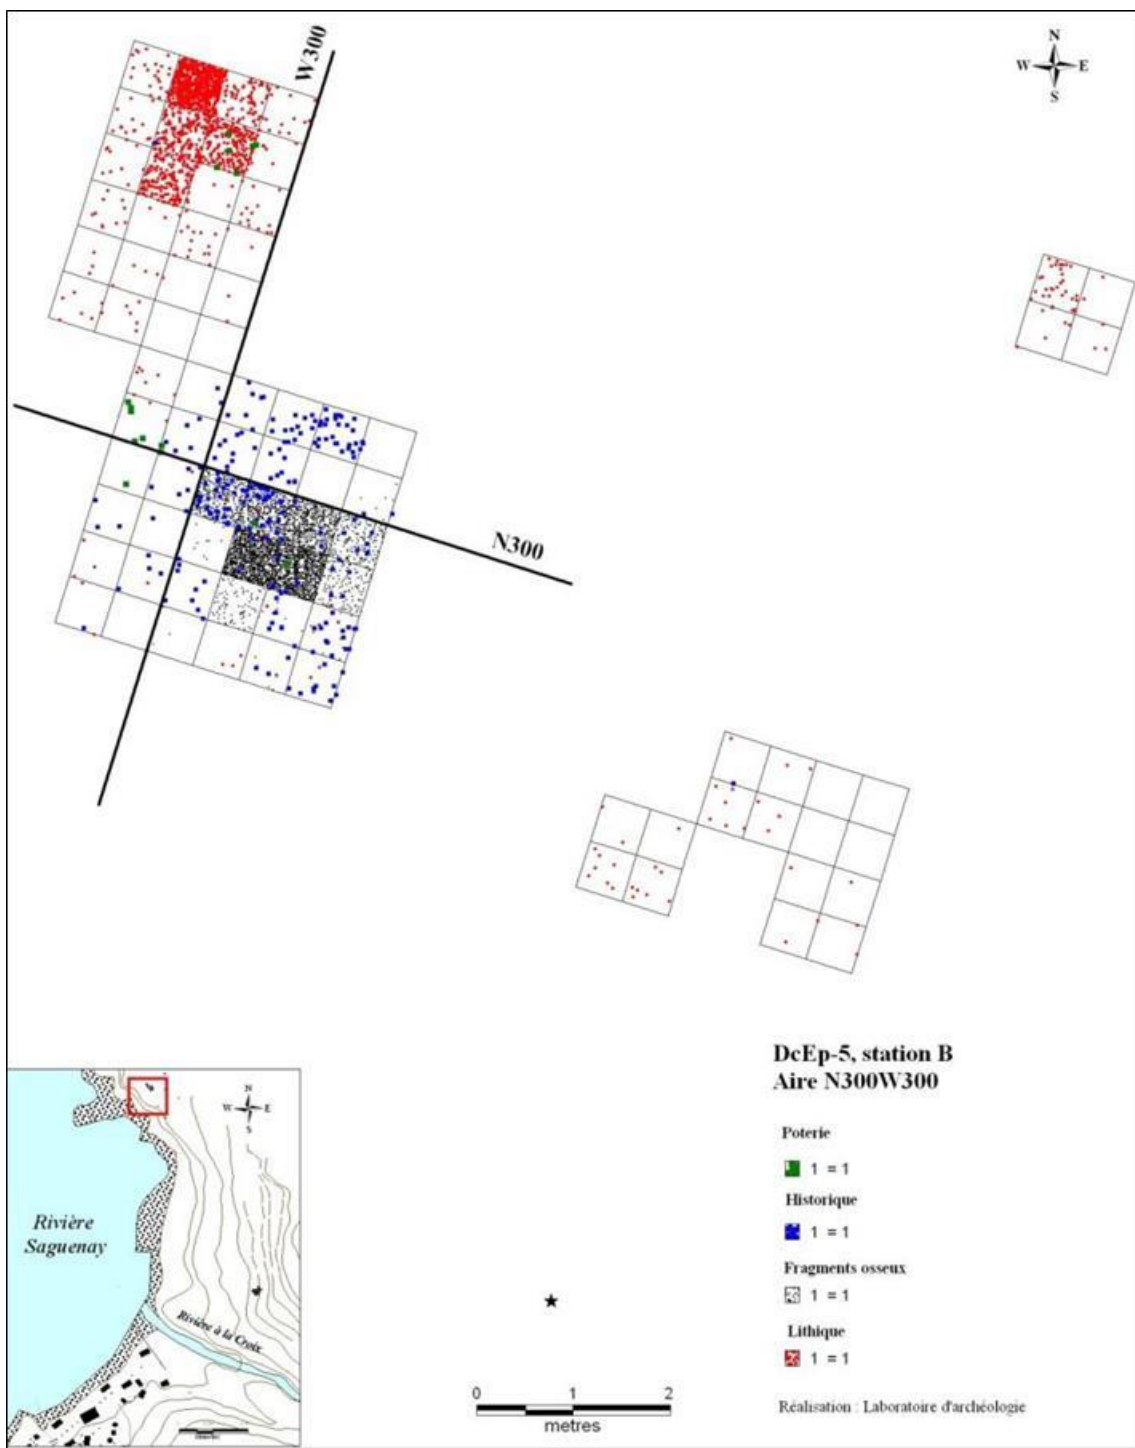 W300
N
W E
S
N300
DcEp-5, station B
Aire N300W300
Poterie
1 = 1
Historique
1 = 1
Fragments osseux
1 = 1
Lithique
1 = 1
Réalisation : Laboratoire d'archéologie
0 1 2
metres
N
W E
S
Rivière
Saguenay
Rivière à la Croix